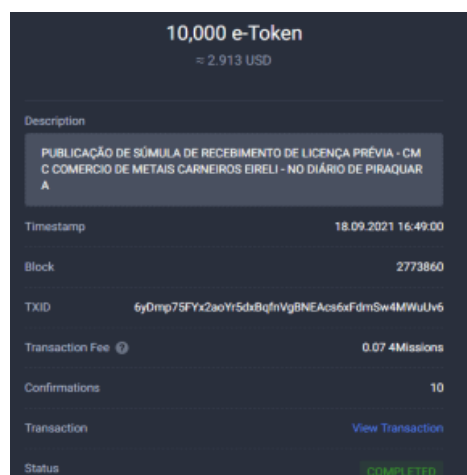 10,000 e-Token
≈ 2.913 USD
Description
PUBLICAÇÃO DE SÚMULA DE RECEBIMENTO DE LICENÇA PRÉVIA - CM
C COMERCIO DE METAIS CARNEIROS EIRELI - NO DIÁRIO DE PIRAQUAR
A
Timestamp 18.09.2021 16:49:00
Block 2773860
TXID 6yDmp75FYx2aoYr5dxBqfnVgBNEAcs6xFdmSw4MWuUv6
Transaction Fee ? 0.07 4Missions
Confirmations 10
Transaction View Transaction
Status COMPLETED